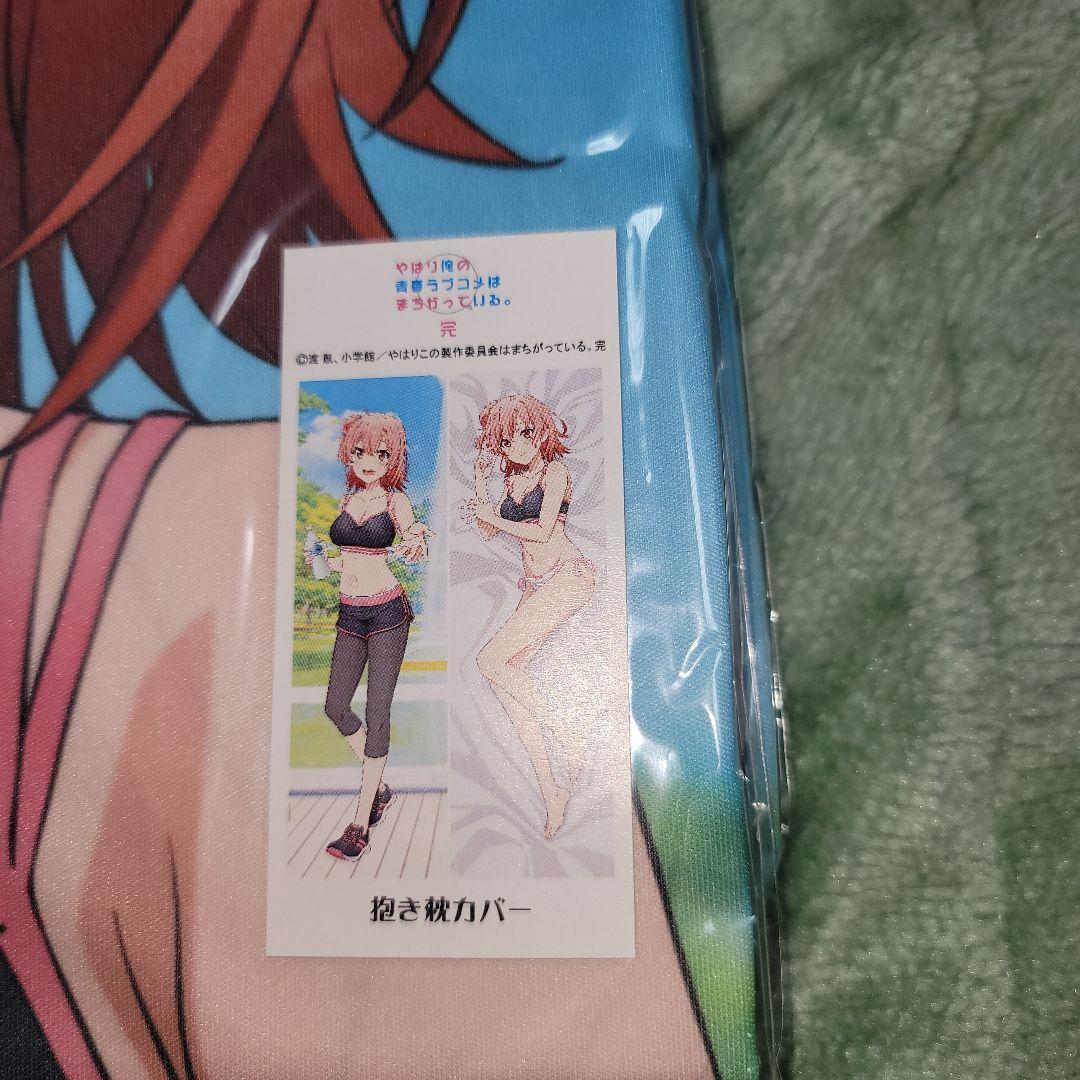 やはり俺の
青春ラブコメは
まちがっている。
完
©渡 航、小学館／やはりこの製作委員会はまちがっている。完
抱き枕カバー